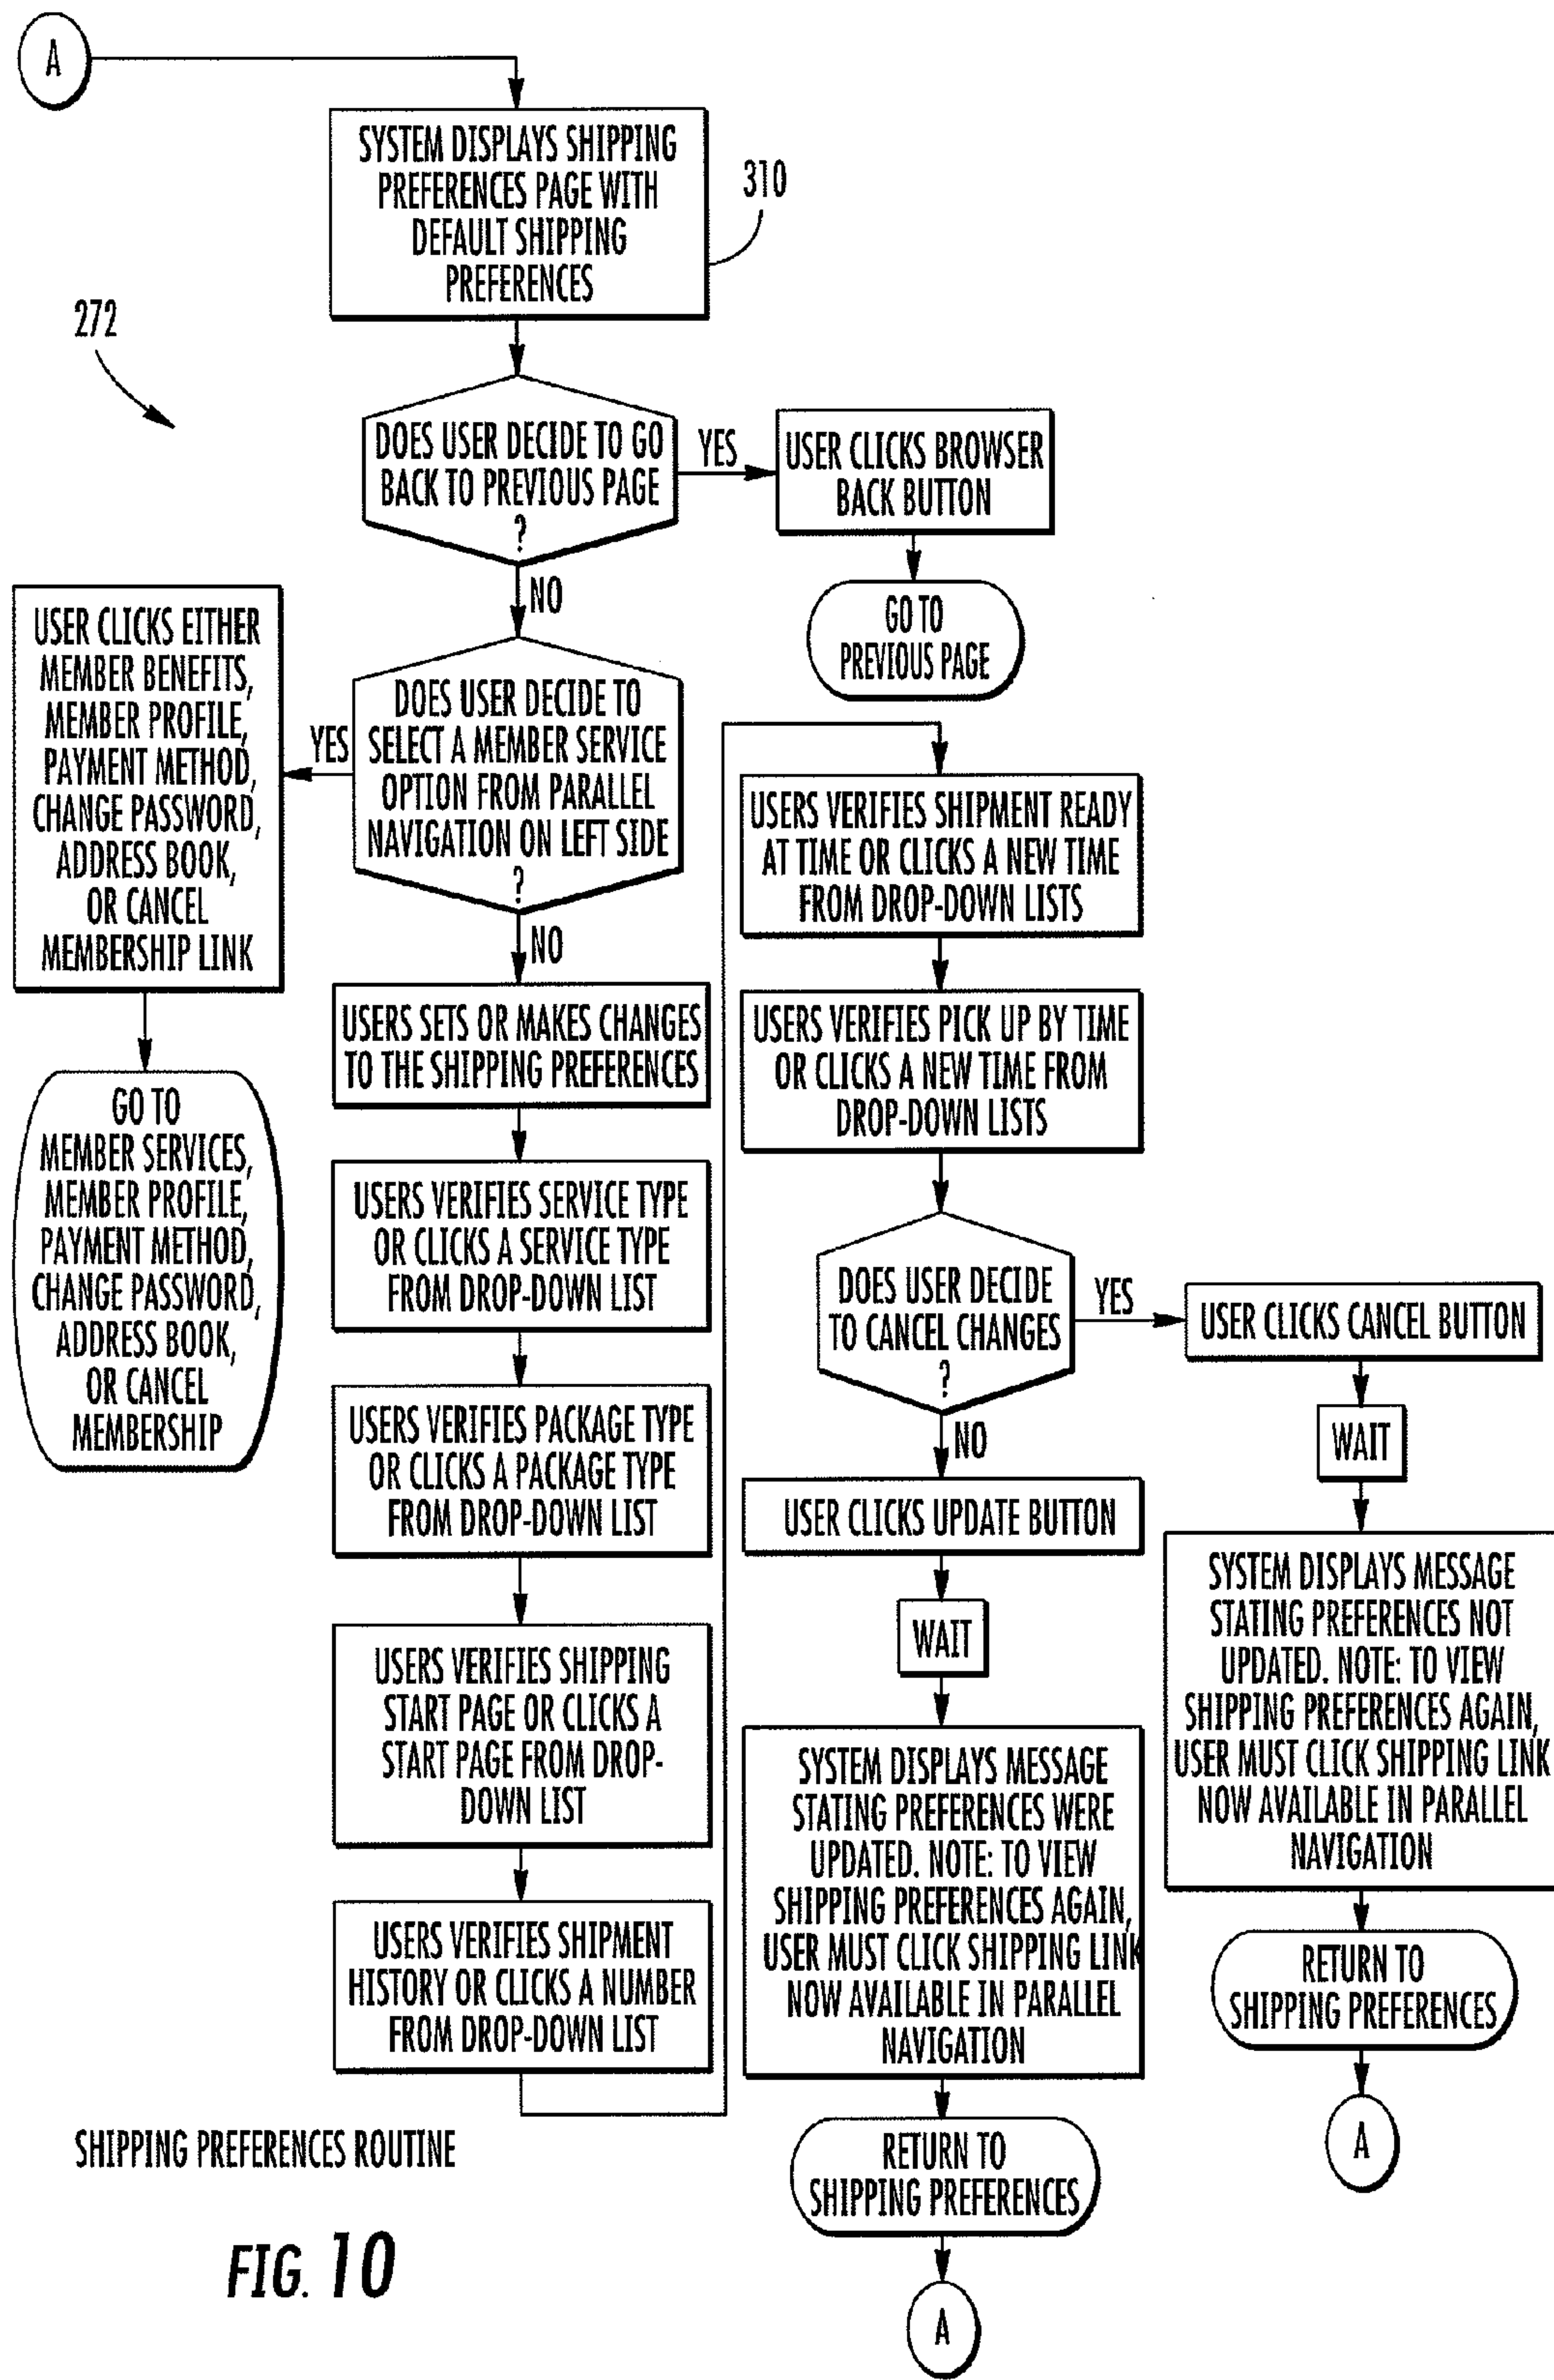 A
SYSTEM DISPLAYS SHIPPING
PREFERENCES PAGE WITH
DEFAULT SHIPPING
PREFERENCES
310
272
DOES USER DECIDE TO GO
BACK TO PREVIOUS PAGE
?
YES
USER CLICKS BROWSER
BACK BUTTON
GO TO
PREVIOUS PAGE
NO
DOES USER DECIDE TO
SELECT A MEMBER SERVICE
OPTION FROM PARALLEL
NAVIGATION ON LEFT SIDE
?
YES
USER CLICKS EITHER
MEMBER BENEFITS,
MEMBER PROFILE,
PAYMENT METHOD,
CHANGE PASSWORD,
ADDRESS BOOK,
OR CANCEL
MEMBERSHIP LINK
GO TO
MEMBER SERVICES,
MEMBER PROFILE,
PAYMENT METHOD,
CHANGE PASSWORD,
ADDRESS BOOK,
OR CANCEL
MEMBERSHIP
NO
USERS SETS OR MAKES CHANGES
TO THE SHIPPING PREFERENCES
USERS VERIFIES SERVICE TYPE
OR CLICKS A SERVICE TYPE
FROM DROP-DOWN LIST
USERS VERIFIES PACKAGE TYPE
OR CLICKS A PACKAGE TYPE
FROM DROP-DOWN LIST
USERS VERIFIES SHIPPING
START PAGE OR CLICKS A
START PAGE FROM DROP-
DOWN LIST
USERS VERIFIES SHIPMENT
HISTORY OR CLICKS A NUMBER
FROM DROP-DOWN LIST
USERS VERIFIES SHIPMENT READY
AT TIME OR CLICKS A NEW TIME
FROM DROP-DOWN LISTS
USERS VERIFIES PICK UP BY TIME
OR CLICKS A NEW TIME FROM
DROP-DOWN LISTS
DOES USER DECIDE
TO CANCEL CHANGES
?
YES
USER CLICKS CANCEL BUTTON
WAIT
SYSTEM DISPLAYS MESSAGE
STATING PREFERENCES NOT
UPDATED. NOTE: TO VIEW
SHIPPING PREFERENCES AGAIN,
USER MUST CLICK SHIPPING LINK
NOW AVAILABLE IN PARALLEL
NAVIGATION
RETURN TO
SHIPPING PREFERENCES
A
NO
USER CLICKS UPDATE BUTTON
WAIT
SYSTEM DISPLAYS MESSAGE
STATING PREFERENCES WERE
UPDATED. NOTE: TO VIEW
SHIPPING PREFERENCES AGAIN,
USER MUST CLICK SHIPPING LINK
NOW AVAILABLE IN PARALLEL
NAVIGATION
RETURN TO
SHIPPING PREFERENCES
A
SHIPPING PREFERENCES ROUTINE
FIG. 10